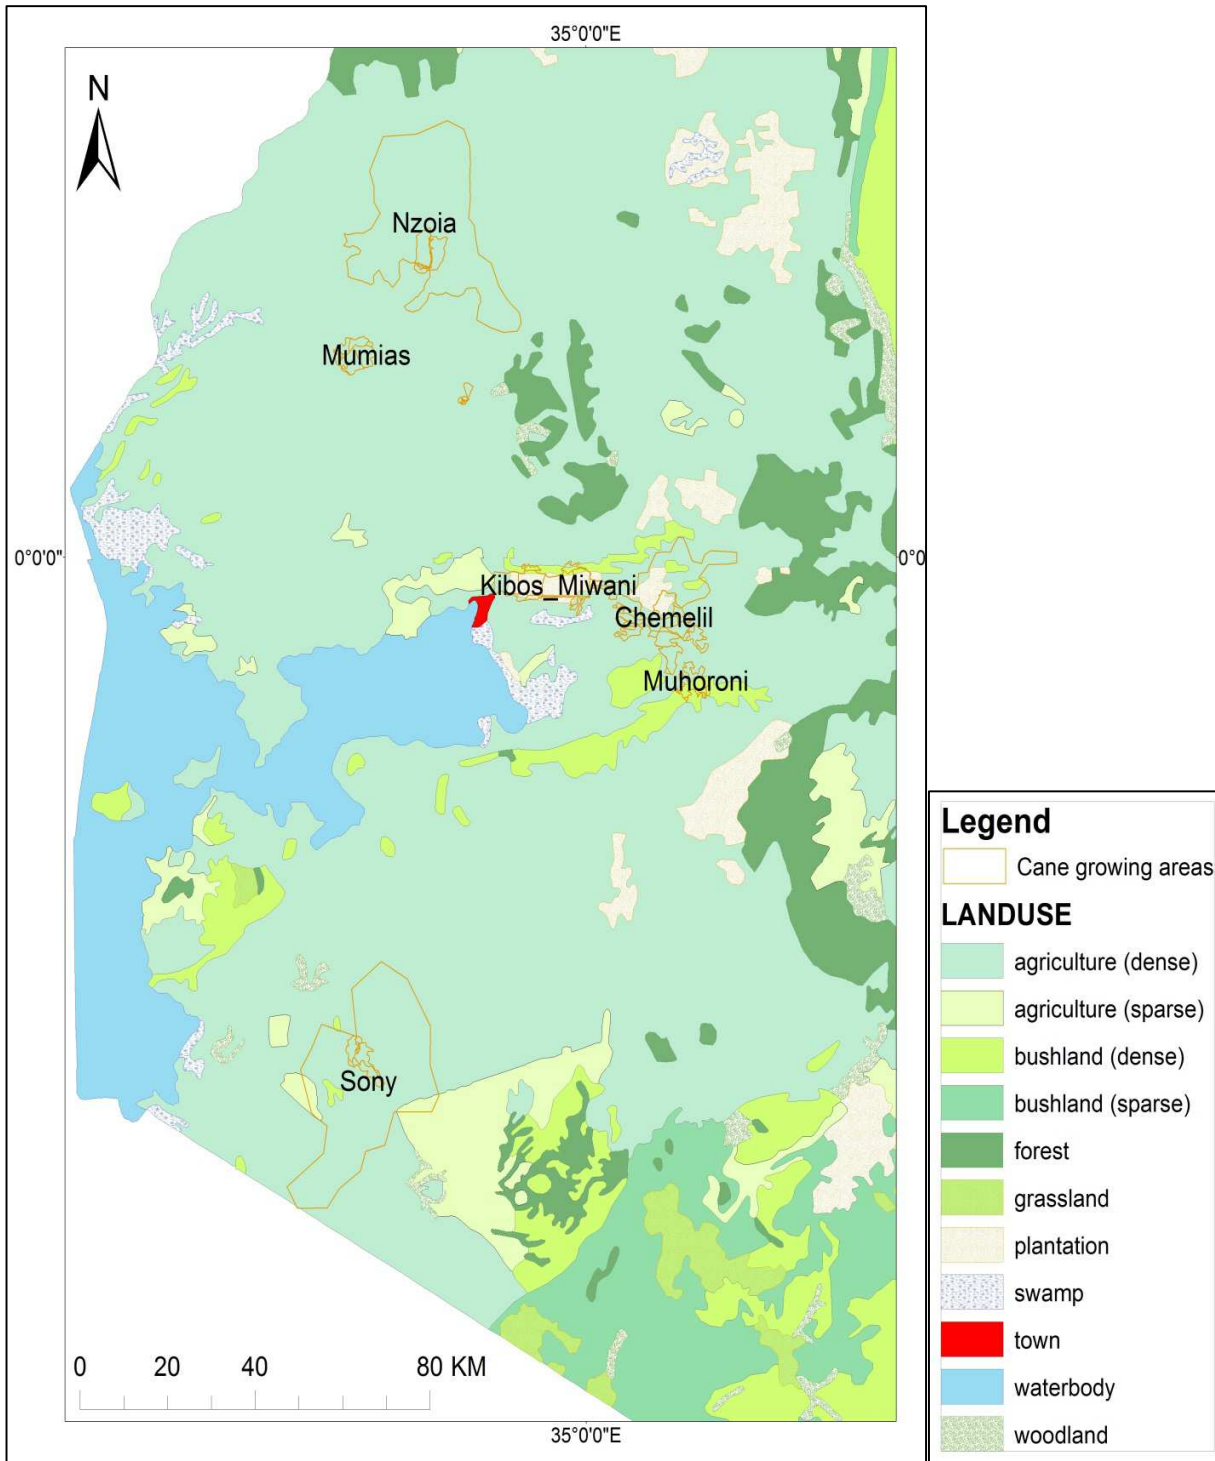 35°0'0"E
N
Nzoia
Mumias
0°0'0"
0°0
Kibos_Miwani
Chemelil
Muhoroni
Sony
0 20 40 80 KM
35°0'0"E
Legend
Cane growing areas
LANDUSE
agriculture (dense)
agriculture (sparse)
bushland (dense)
bushland (sparse)
forest
grassland
plantation
swamp
town
waterbody
woodland